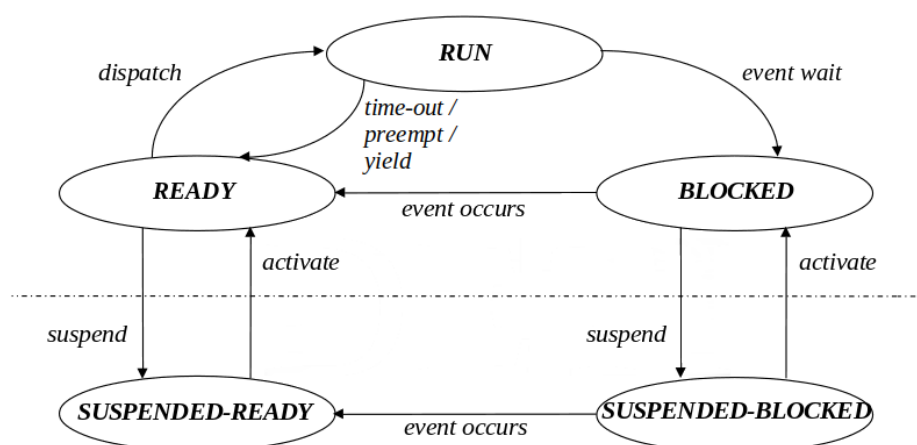 RUN
dispatch
event wait
time-out /
preempt /
yield
READY
BLOCKED
event occurs
activate
activate
suspend
suspend
SUSPENDED-READY
SUSPENDED-BLOCKED
event occurs